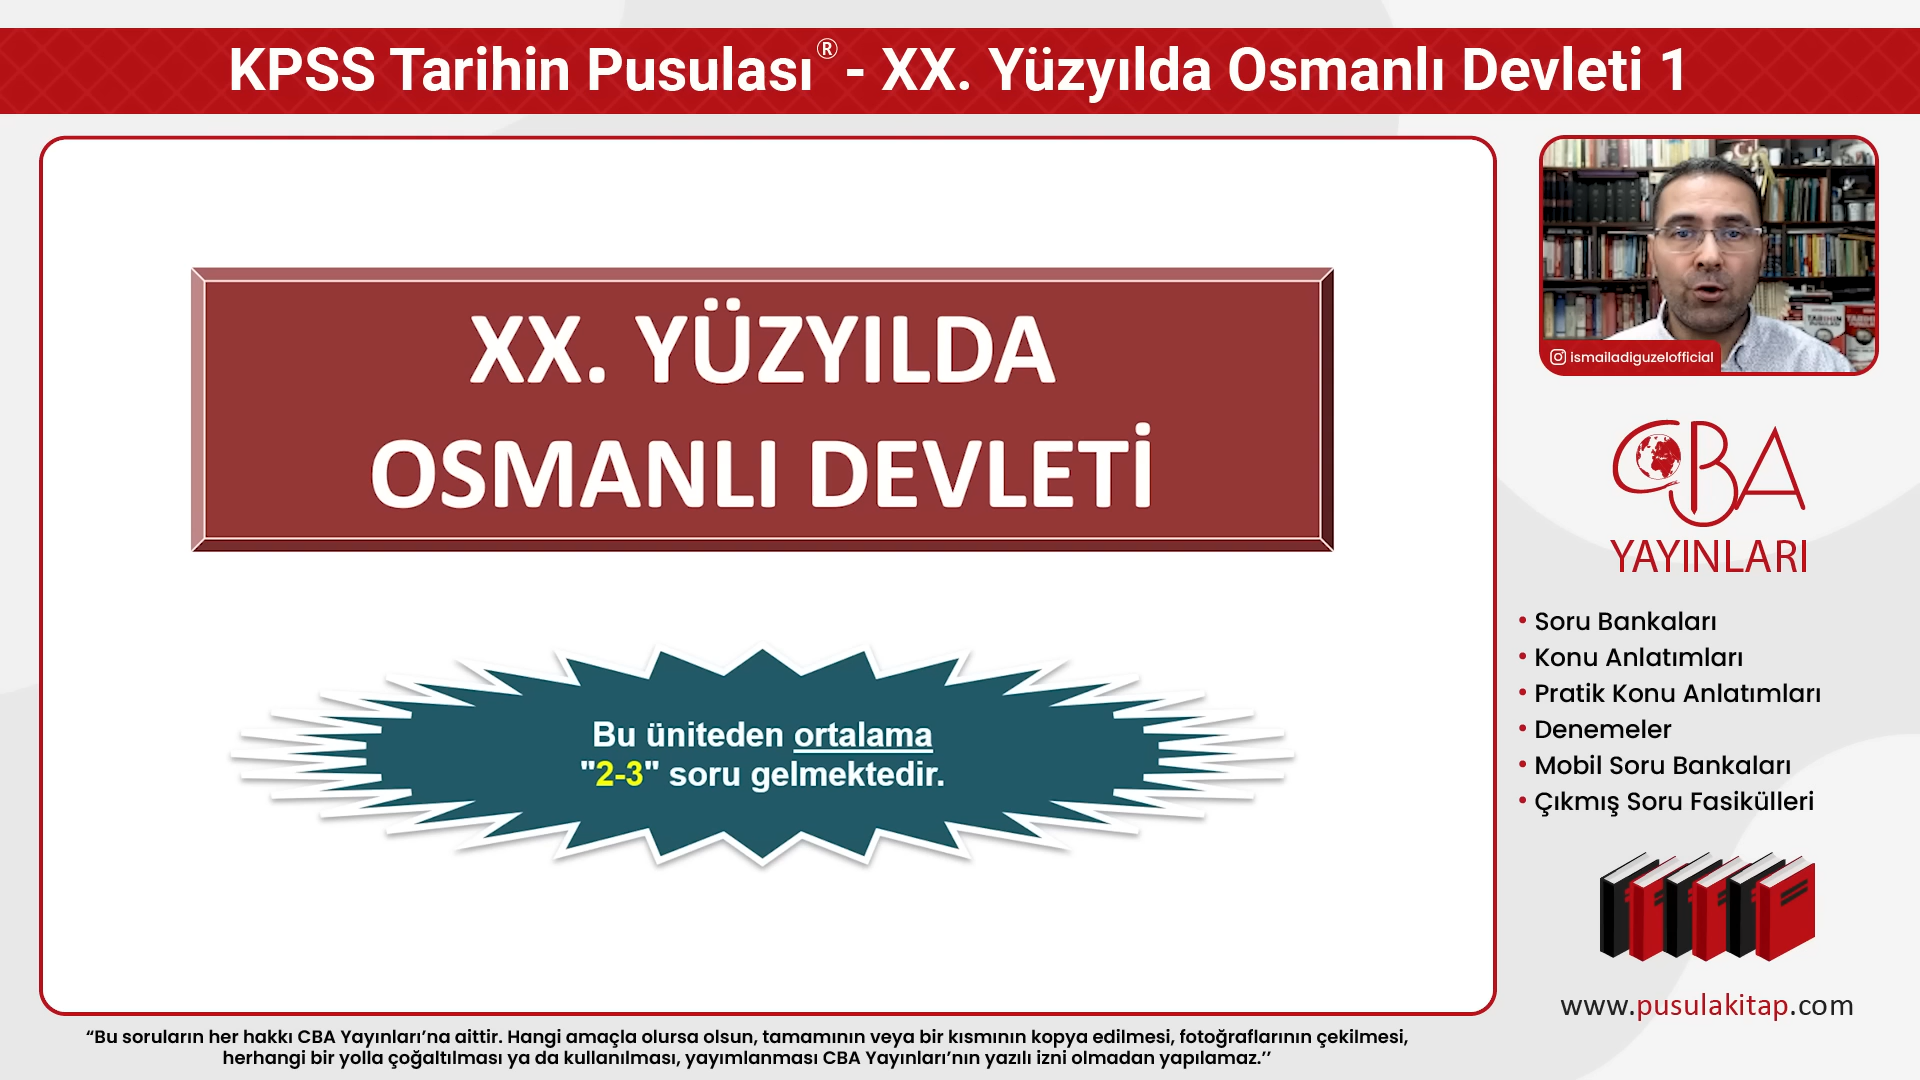 KPSS Tarihin Pusulası® - XX. Yüzyılda Osmanlı Devleti 1
XX. YÜZYILDA
OSMANLI DEVLETİ
Bu üniteden ortalama
"2-3" soru gelmektedir.
ismailadiguzelofficial
TARİHİN
PUSULASI
CBA
YAYINLARI
• Soru Bankaları
• Konu Anlatımları
• Pratik Konu Anlatımları
• Denemeler
• Mobil Soru Bankaları
• Çıkmış Soru Fasikülleri
www.pusulakitap.com
“Bu soruların her hakkı CBA Yayınları’na aittir. Hangi amaçla olursa olsun, tamamının veya bir kısmının kopya edilmesi, fotoğraflarının çekilmesi,
herhangi bir yolla çoğaltılması ya da kullanılması, yayımlanması CBA Yayınları’nın yazılı izni olmadan yapılamaz.’’